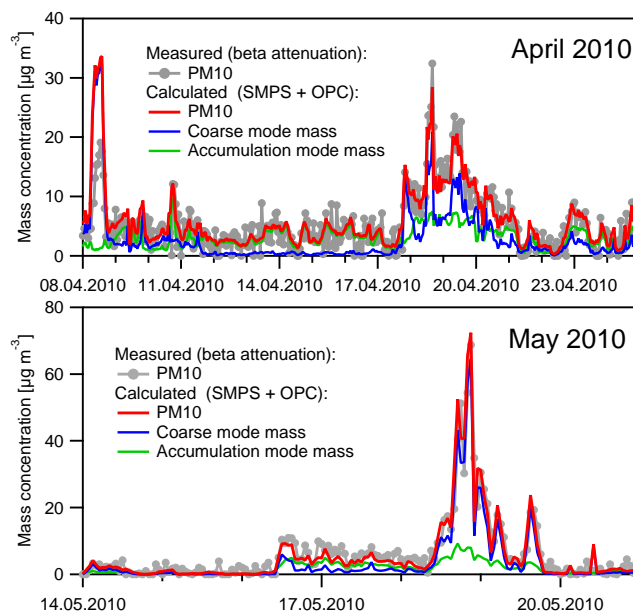 40
30
20
10
0
Mass concentration [µg m⁻³]
April 2010
Measured (beta attenuation):
PM10
Calculated (SMPS + OPC):
PM10
Coarse mode mass
Accumulation mode mass
08.04.2010 11.04.2010 14.04.2010 17.04.2010 20.04.2010 23.04.2010
80
60
40
20
0
Mass concentration [µg m⁻³]
May 2010
Measured (beta attenuation):
PM10
Calculated (SMPS + OPC):
PM10
Coarse mode mass
Accumulation mode mass
14.05.2010 17.05.2010 20.05.2010